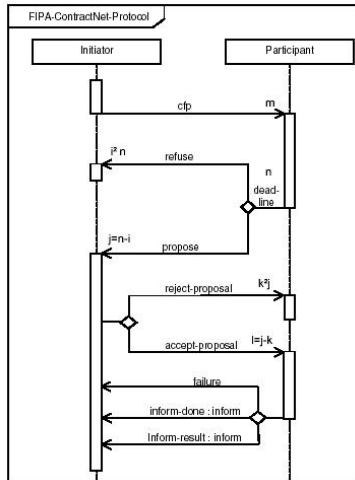 FIPA-ContractNet-Protocol
Initiator
Participant
cfp
m
i² n
refuse
n
dead-
line
j=n-i
propose
reject-proposal
k²j
accept-proposal
l=j-k
failure
inform-done : inform
Inform-result : inform